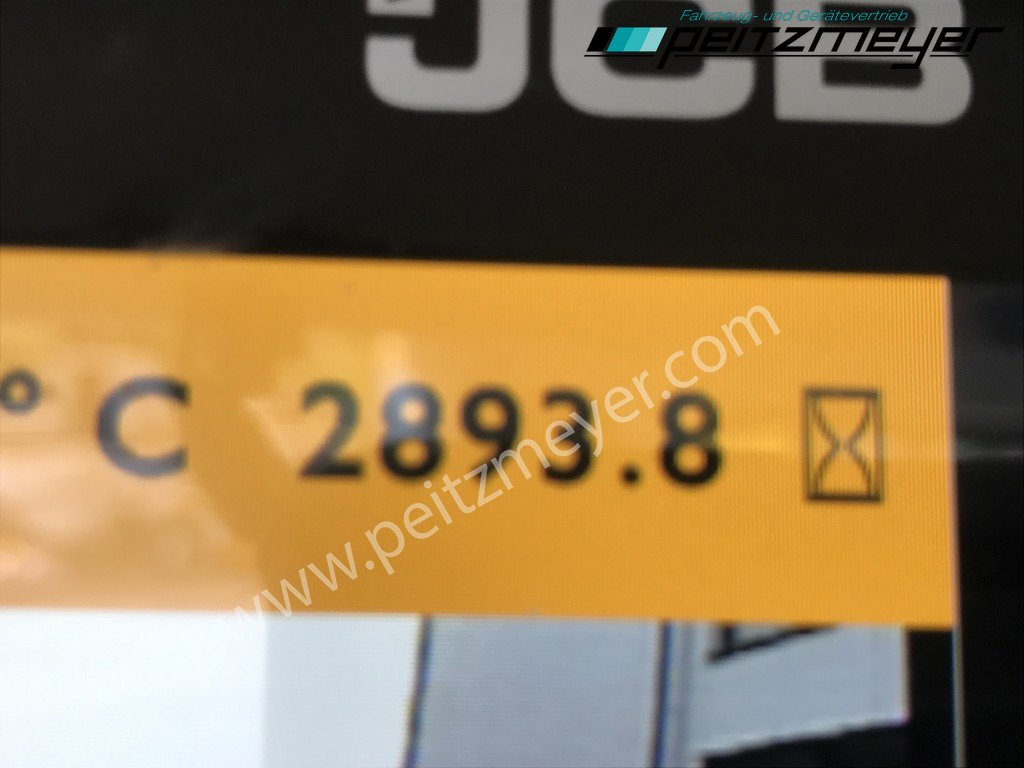 Fahrzeug- und Gerätevertrieb
peitzmeyer
JCB
°C 2893.8
www.peitzmeyer.com